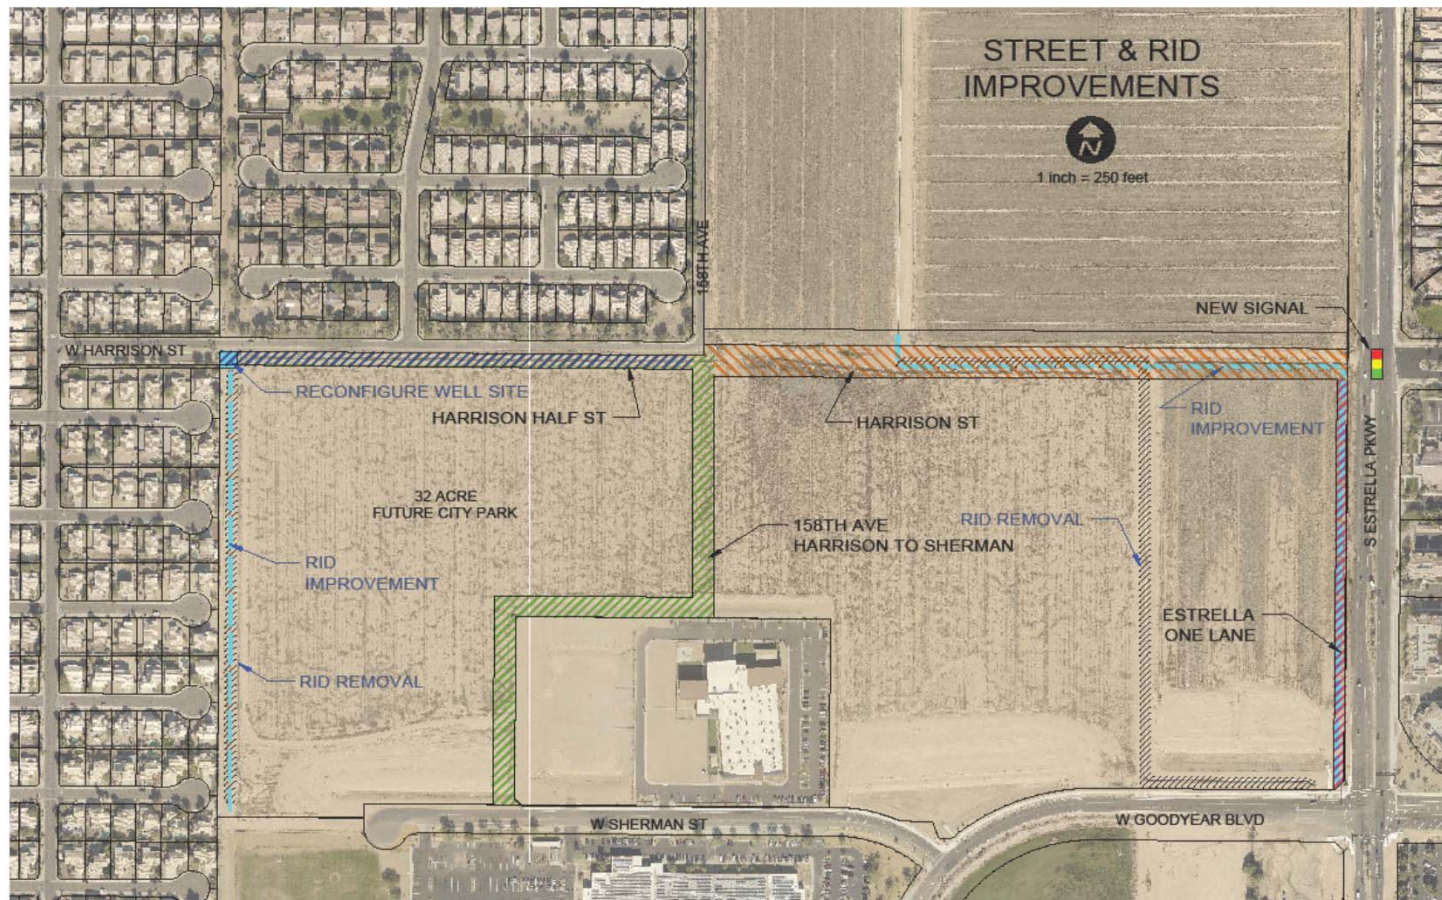 STREET & RID
IMPROVEMENTS
N
1 inch = 250 feet
158TH AVE
NEW SIGNAL
W HARRISON ST
RECONFIGURE WELL SITE
HARRISON HALF ST
HARRISON ST
RID
IMPROVEMENT
S ESTRELLA PKWY
32 ACRE
FUTURE CITY PARK
158TH AVE
HARRISON TO SHERMAN
RID REMOVAL
RID
IMPROVEMENT
ESTRELLA
ONE LANE
RID REMOVAL
W SHERMAN ST
W GOODYEAR BLVD